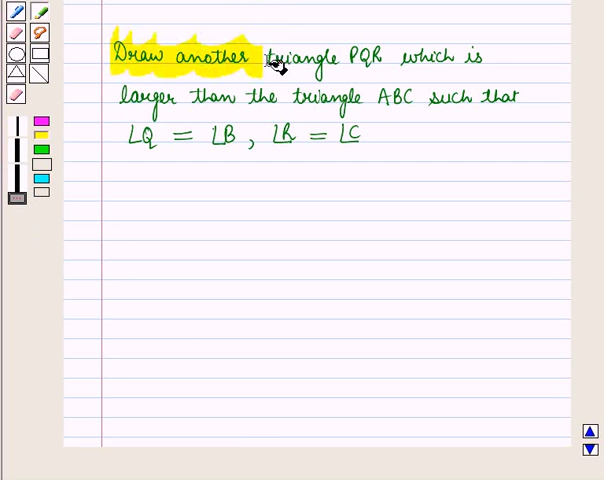 Draw another triangle PQR which is
larger than the triangle ABC such that
∠Q = ∠B, ∠R = ∠C